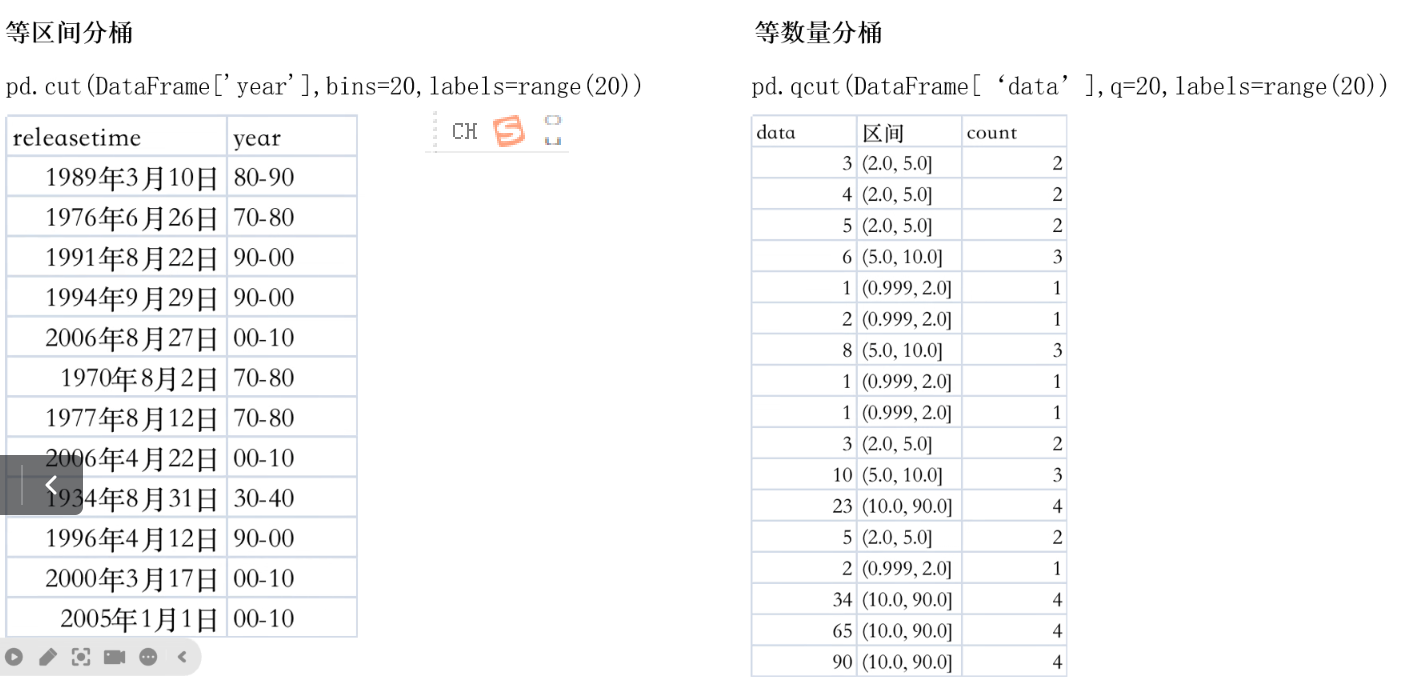 等区间分桶
pd.cut(DataFrame['year'],bins=20,labels=range(20))
releasetime year
1989年3月10日 80-90
1976年6月26日 70-80
1991年8月22日 90-00
1994年9月29日 90-00
2006年8月27日 00-10
1970年8月2日 70-80
1977年8月12日 70-80
2006年4月22日 00-10
1934年8月31日 30-40
1996年4月12日 90-00
2000年3月17日 00-10
2005年1月1日 00-10
CH S
等数量分桶
pd.qcut(DataFrame[‘data’],q=20,labels=range(20))
data 区间 count
3 (2.0, 5.0] 2
4 (2.0, 5.0] 2
5 (2.0, 5.0] 2
6 (5.0, 10.0] 3
1 (0.999, 2.0] 1
2 (0.999, 2.0] 1
8 (5.0, 10.0] 3
1 (0.999, 2.0] 1
1 (0.999, 2.0] 1
3 (2.0, 5.0] 2
10 (5.0, 10.0] 3
23 (10.0, 90.0] 4
5 (2.0, 5.0] 2
2 (0.999, 2.0] 1
34 (10.0, 90.0] 4
65 (10.0, 90.0] 4
90 (10.0, 90.0] 4